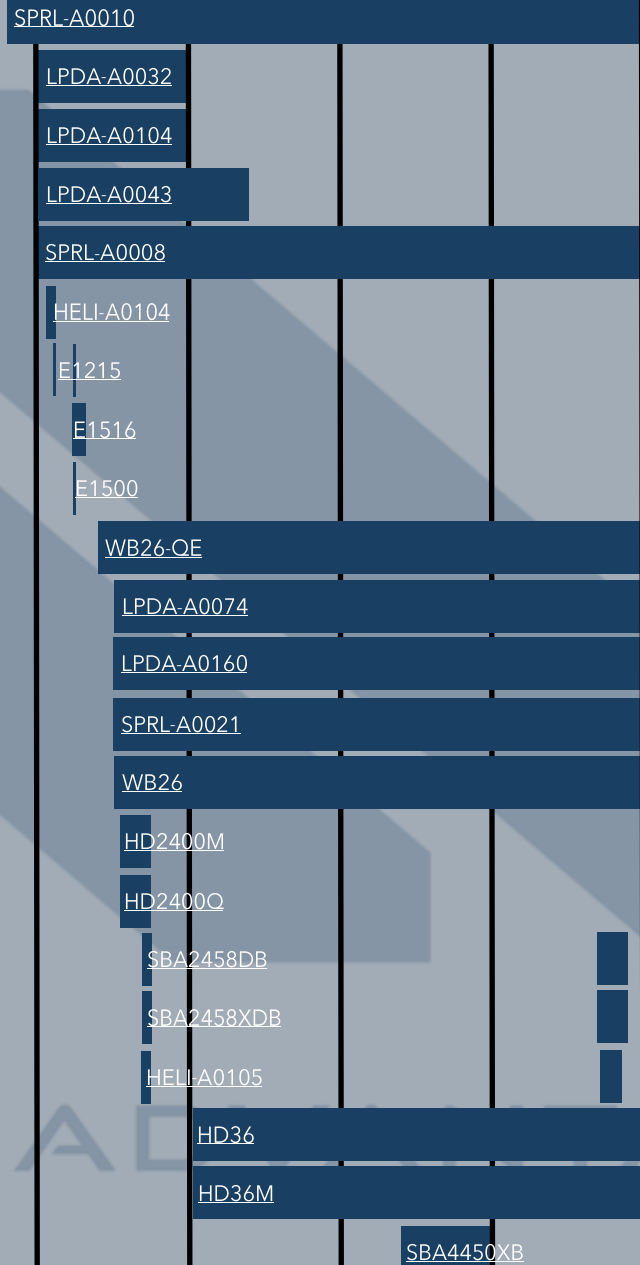 SPRL-A0010
LPDA-A0032
LPDA-A0104
LPDA-A0043
SPRL-A0008
HELI-A0104
E1215
E1516
E1500
WB26-QE
LPDA-A0074
LPDA-A0160
SPRL-A0021
WB26
HD2400M
HD2400Q
SBA2458DB
SBA2458XDB
HELI-A0105
ADVANT
HD36
HD36M
SBA4450XB